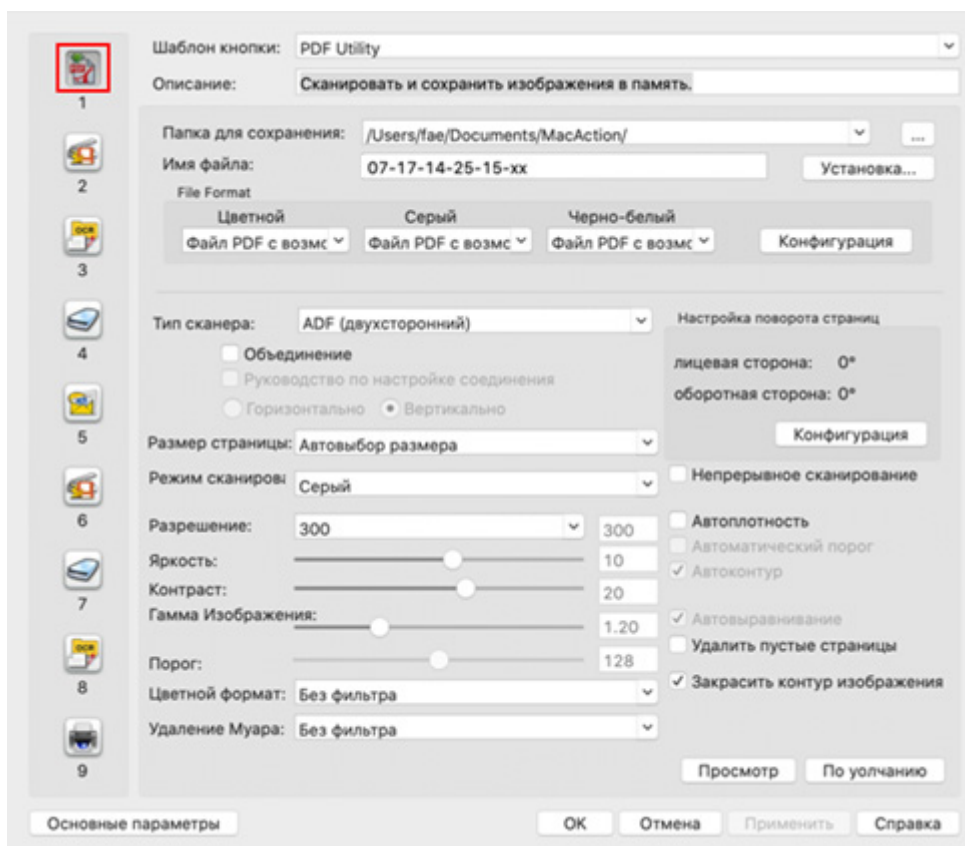 Шаблон кнопки: PDF Utility
Описание: Сканировать и сохранить изображения в память.
1
Папка для сохранения: /Users/fae/Documents/MacAction/ ...
Имя файла: 07-17-14-25-15-xx Установка...
2
File Format
Цветной Серый Черно-белый
OCR
Файл PDF с возмс Файл PDF с возмс Файл PDF с возмс Конфигурация
3
Тип сканера: ADF (двухсторонний) Настройка поворота страниц
4
Объединение
лицевая сторона: 0°
Руководство по настройке соединения
оборотная сторона: 0°
Горизонтально Вертикально
5
Размер страницы: Автовыбор размера Конфигурация
Режим сканирова Серый Непрерывное сканирование
6
Разрешение: 300 300 Автоплотность
Автоматический порог
Яркость: 10
Автоконтур
Контраст: 20
7
Гамма Изображения: 1.20 Автовыравнивание
OCR
Удалить пустые страницы
Порог: 128
8
Цветной формат: Без фильтра Закрасить контур изображения
Удаление Муара: Без фильтра
9
Просмотр По уолчанию
Основные параметры OK Отмена Применить Справка